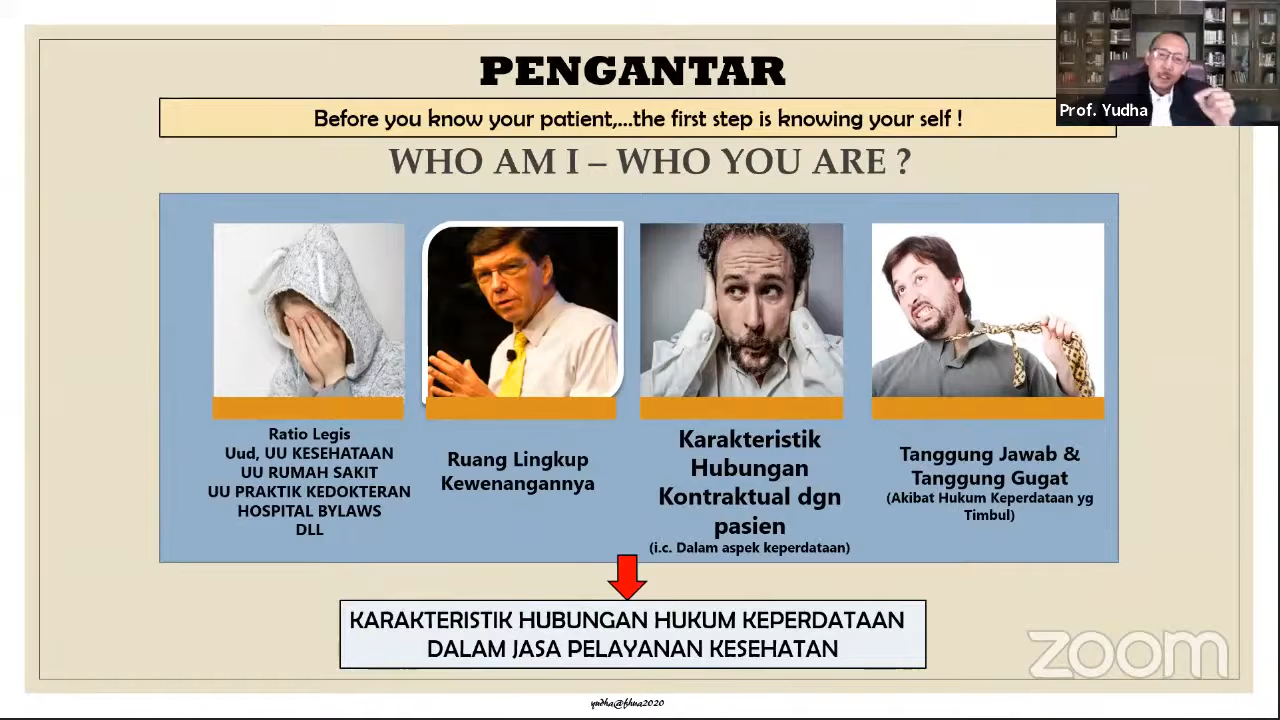 PENGANTAR
Prof. Yudha
Before you know your patient,...the first step is knowing your self !
WHO AM I – WHO YOU ARE ?
Ratio Legis
Uud, UU KESEHATAAN
UU RUMAH SAKIT
UU PRAKTIK KEDOKTERAN
HOSPITAL BYLAWS
DLL
Ruang Lingkup
Kewenangannya
Karakteristik
Hubungan
Kontraktual dgn
pasien
(i.c. Dalam aspek keperdataan)
Tanggung Jawab &
Tanggung Gugat
(Akibat Hukum Keperdataan yg
Timbul)
KARAKTERISTIK HUBUNGAN HUKUM KEPERDATAAN
DALAM JASA PELAYANAN KESEHATAN
zoom
yudha@fhua2020